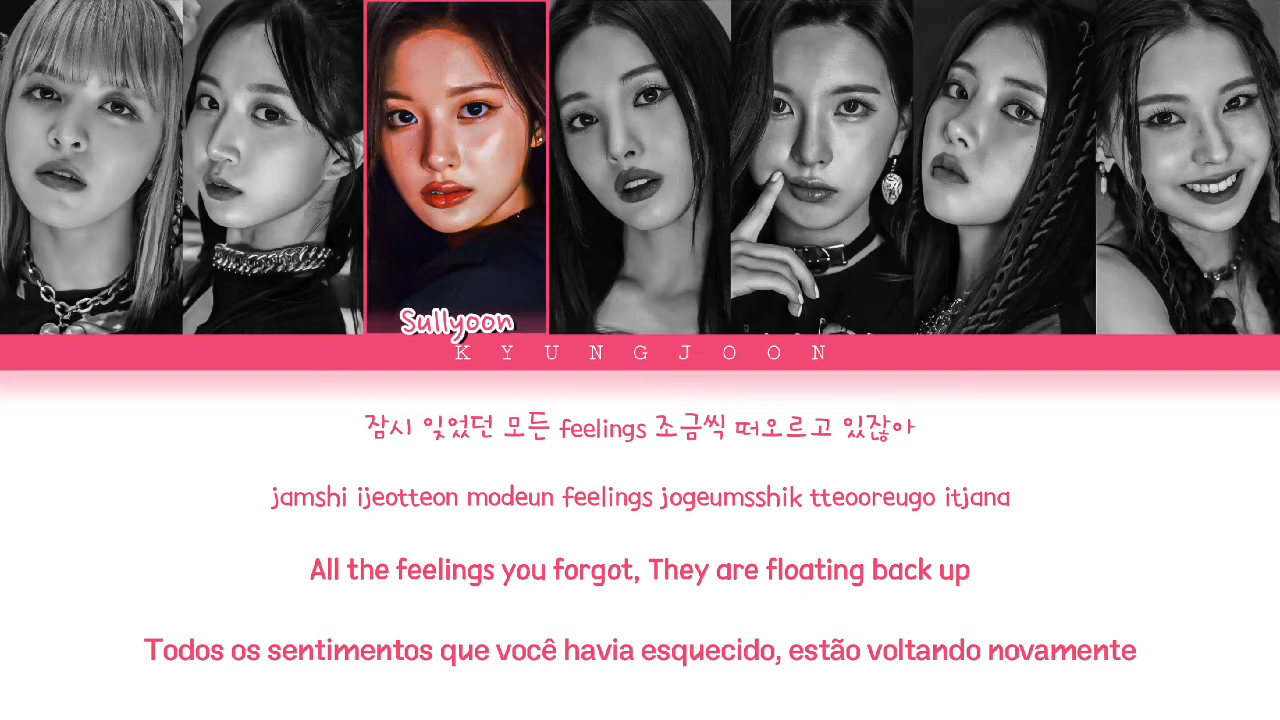 Sullyoon
KYUNGJOON
잠시 잊었던 모든 feelings 조금씩 떠오르고 있잖아
jamshi ijeotteon modeun feelings jogeumsshik tteooreugo itjana
All the feelings you forgot, They are floating back up
Todos os sentimentos que você havia esquecido, estão voltando novamente